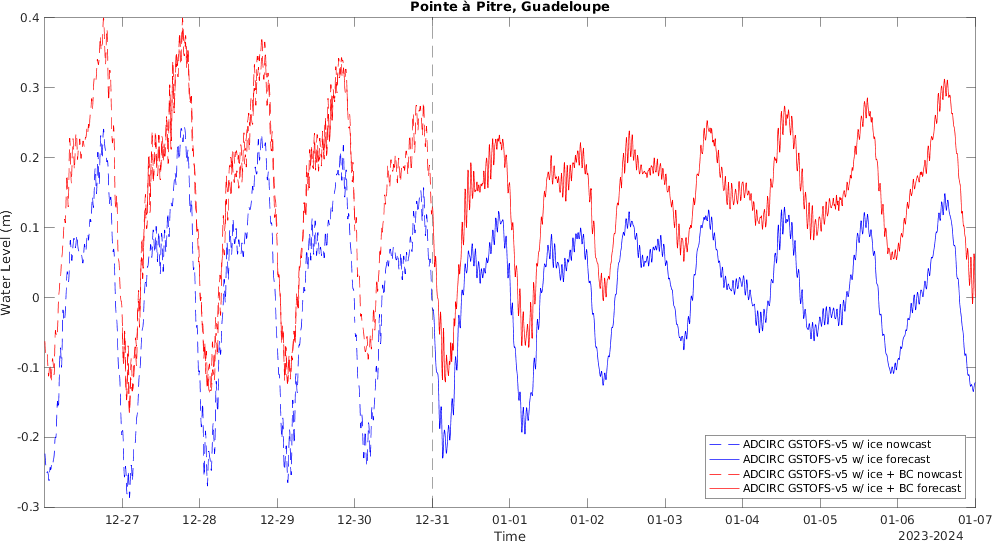 Pointe à Pitre, Guadeloupe
0.4
0.3
0.2
0.1
0
-0.1
-0.2
-0.3
Water Level (m)
ADCIRC GSTOFS-v5 w/ ice nowcast
ADCIRC GSTOFS-v5 w/ ice forecast
ADCIRC GSTOFS-v5 w/ ice + BC nowcast
ADCIRC GSTOFS-v5 w/ ice + BC forecast
12-27 12-28 12-29 12-30 12-31 01-01 01-02 01-03 01-04 01-05 01-06 01-07
Time
2023-2024